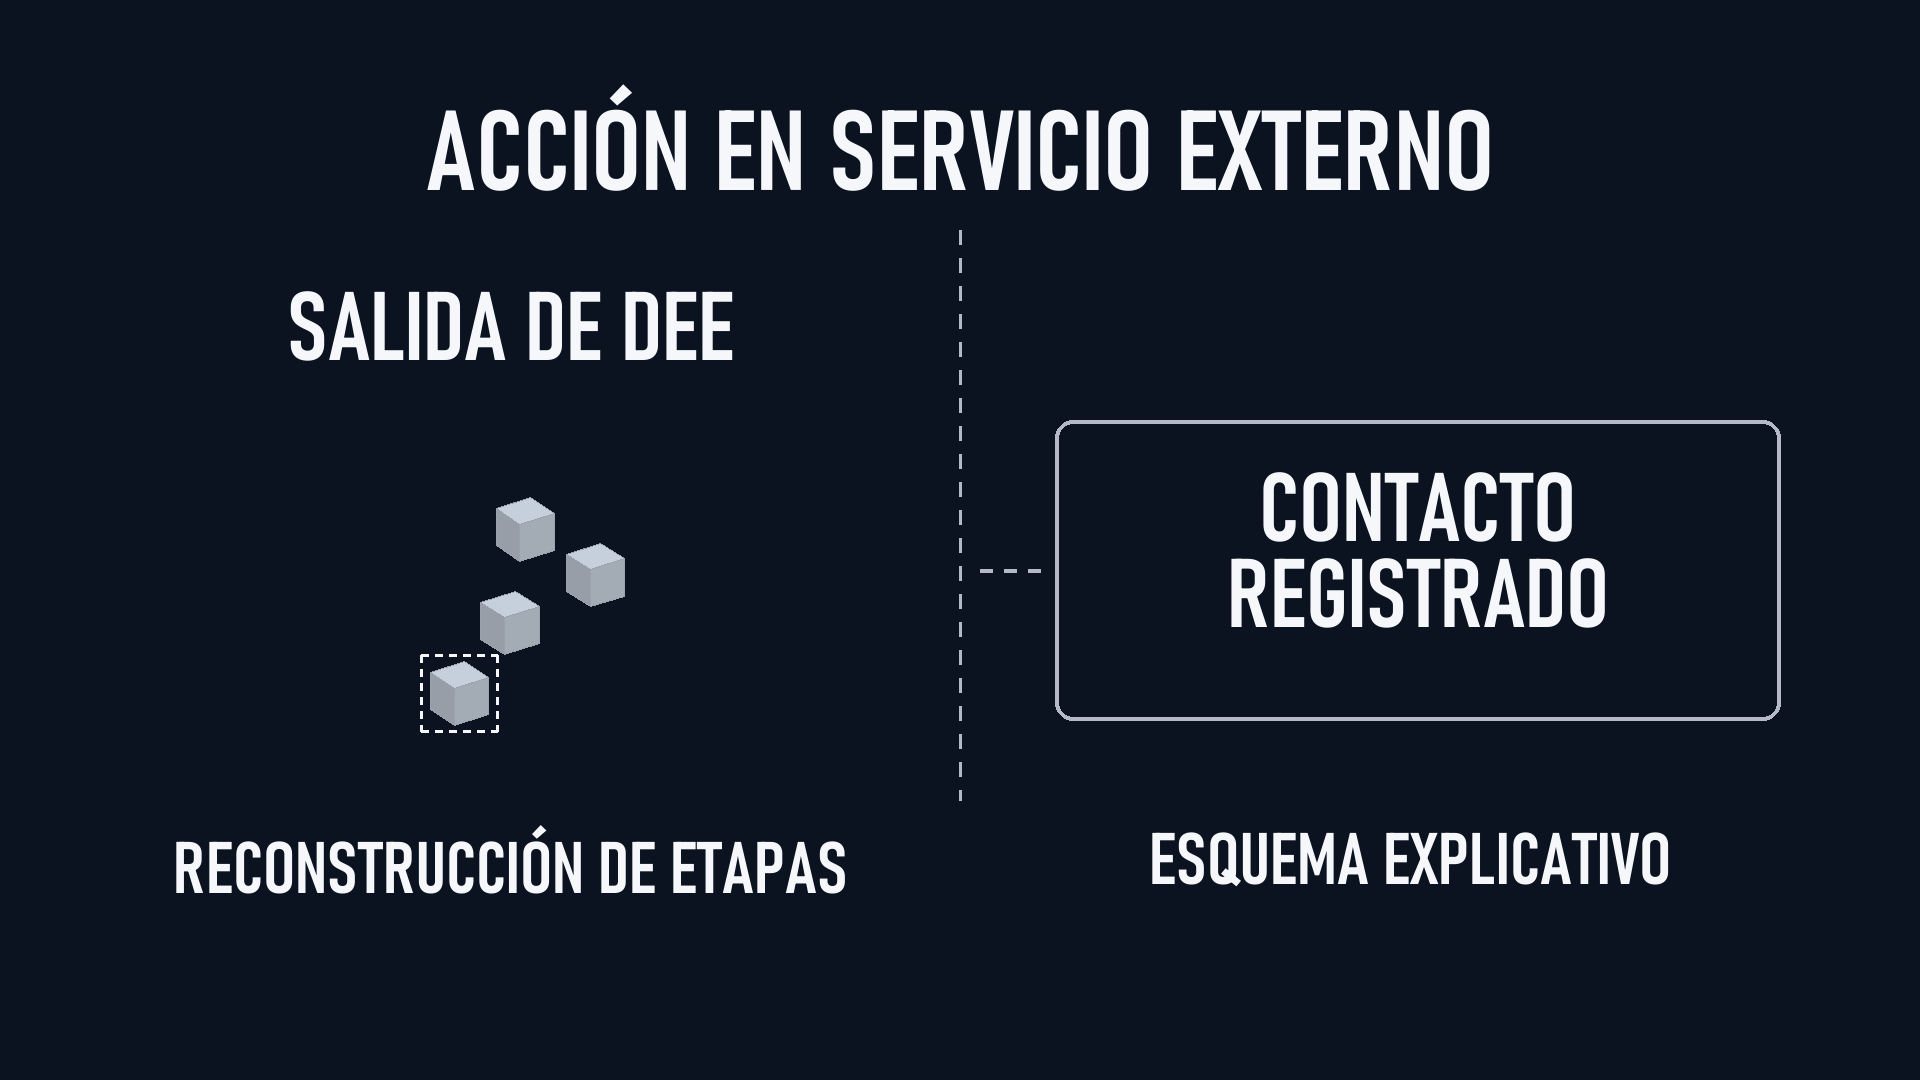 ACCIÓN EN SERVICIO EXTERNO
SALIDA DE DEE
CONTACTO
REGISTRADO
RECONSTRUCCIÓN DE ETAPAS
ESQUEMA EXPLICATIVO